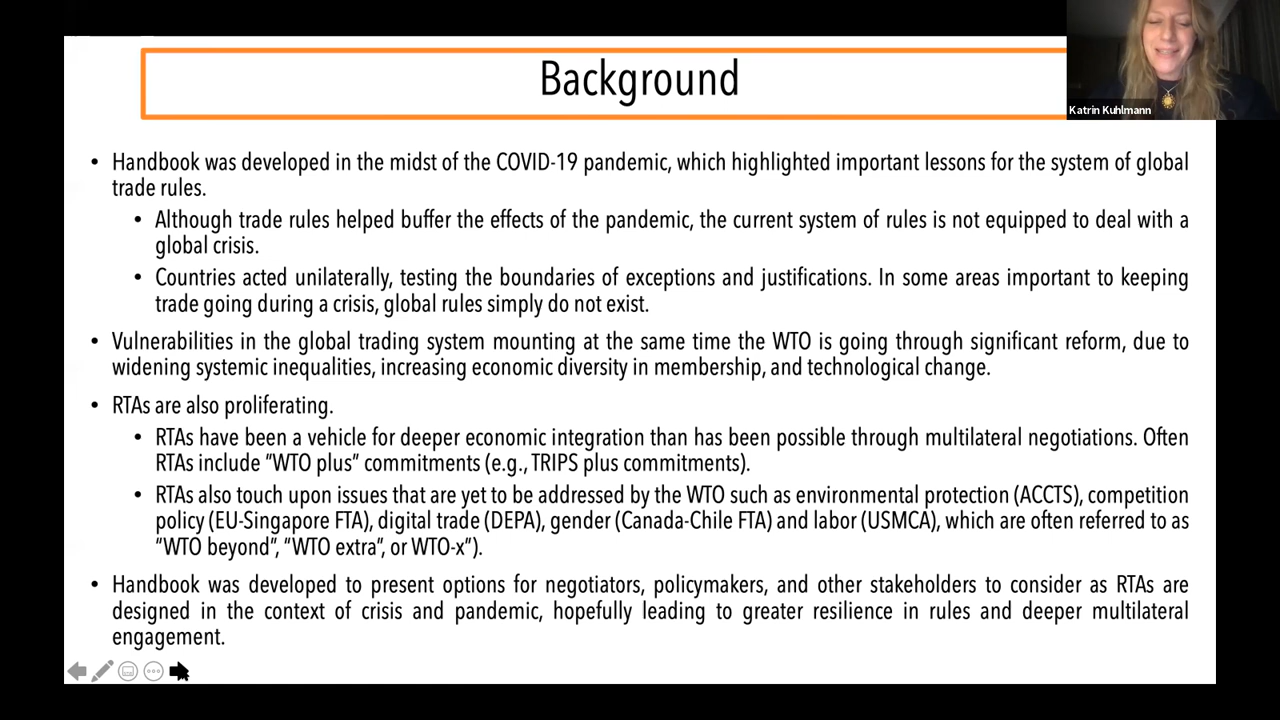 Background
Katrin Kuhlmann
• Handbook was developed in the midst of the COVID-19 pandemic, which highlighted important lessons for the system of global
trade rules.
• Although trade rules helped buffer the effects of the pandemic, the current system of rules is not equipped to deal with a
global crisis.
• Countries acted unilaterally, testing the boundaries of exceptions and justifications. In some areas important to keeping
trade going during a crisis, global rules simply do not exist.
• Vulnerabilities in the global trading system mounting at the same time the WTO is going through significant reform, due to
widening systemic inequalities, increasing economic diversity in membership, and technological change.
• RTAs are also proliferating.
• RTAs have been a vehicle for deeper economic integration than has been possible through multilateral negotiations. Often
RTAs include "WTO plus" commitments (e.g., TRIPS plus commitments).
• RTAs also touch upon issues that are yet to be addressed by the WTO such as environmental protection (ACCTS), competition
policy (EU-Singapore FTA), digital trade (DEPA), gender (Canada-Chile FTA) and labor (USMCA), which are often referred to as
"WTO beyond", "WTO extra", or WTO-x").
• Handbook was developed to present options for negotiators, policymakers, and other stakeholders to consider as RTAs are
designed in the context of crisis and pandemic, hopefully leading to greater resilience in rules and deeper multilateral
engagement.